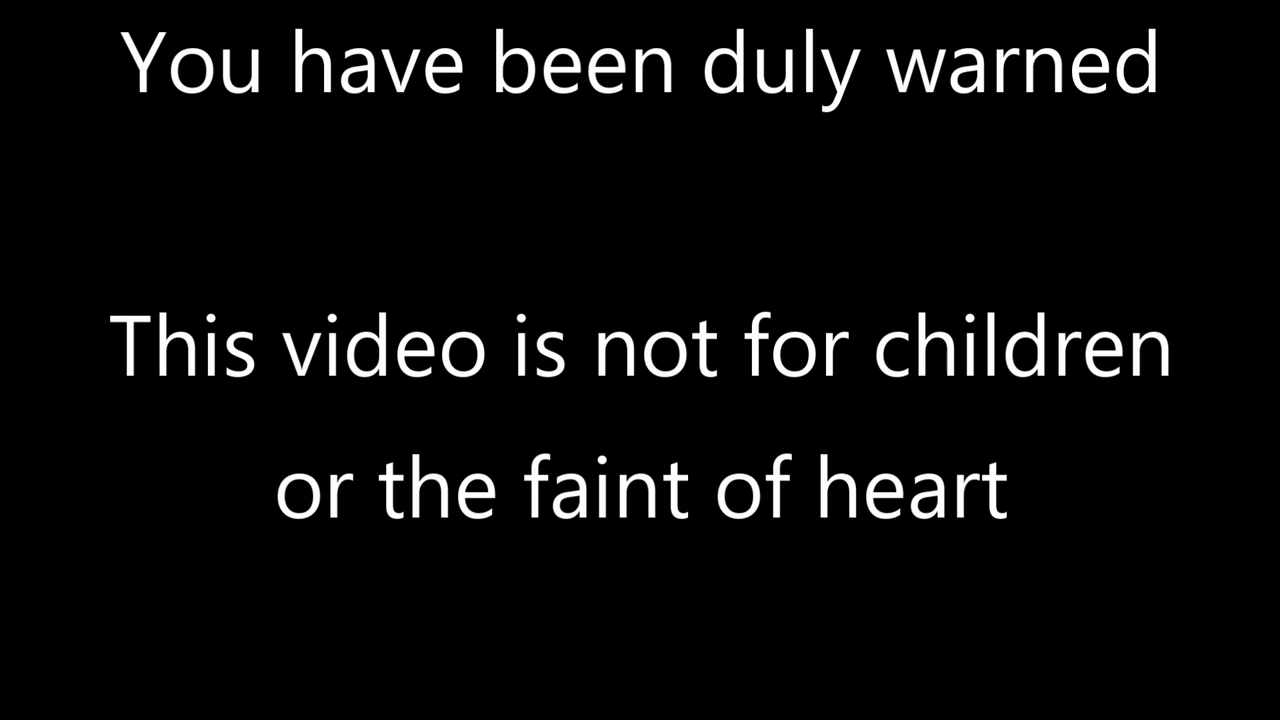 You have been duly warned
This video is not for children
or the faint of heart